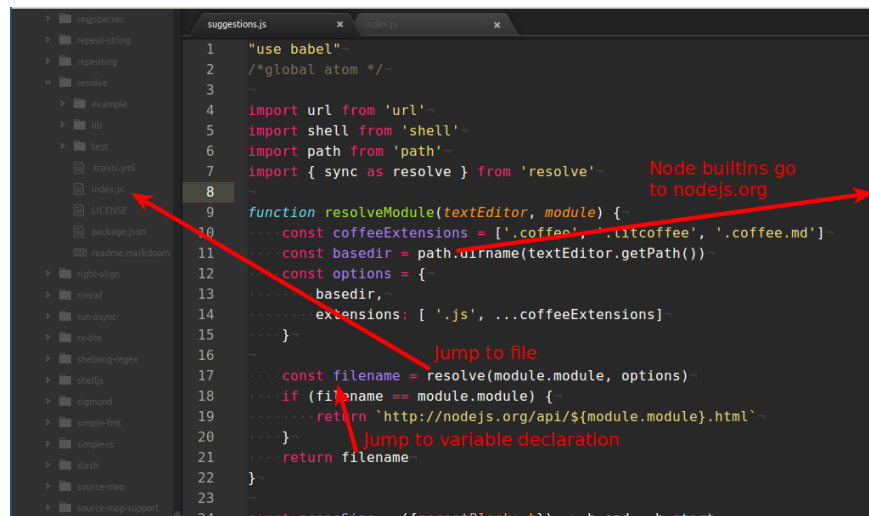 regjsparser
repeat-string
repeating
resolve
example
lib
test
.travis.yml
index.js
LICENSE
package.json
readme.markdown
right-align
rimraf
run-async
rx-lite
shebang-regex
shelljs
sigmund
simple-fmt
simple-is
slash
source-map
source-map-support
suggestions.js × index.js ×
1 "use babel"¬
2 /*global atom */¬
3 ¬
4 import url from 'url'¬
5 import shell from 'shell'¬
6 import path from 'path'¬
7 import { sync as resolve } from 'resolve'¬
8 ¬
9 function resolveModule(textEditor, module) {¬
10 ····const coffeeExtensions = ['.coffee', '.litcoffee', '.coffee.md']¬
11 ····const basedir = path.dirname(textEditor.getPath())¬
12 ····const options = {¬
13 ········basedir,¬
14 ········extensions: [ '.js', ...coffeeExtensions]¬
15 ····}¬
16 ¬
17 ····const filename = resolve(module.module, options)¬
18 ····if (filename == module.module) {¬
19 ········return `http://nodejs.org/api/${module.module}.html`¬
20 ····}¬
21 ····return filename¬
22 }¬
23 ¬
Node builtins go
to nodejs.org
Jump to file
Jump to variable declaration